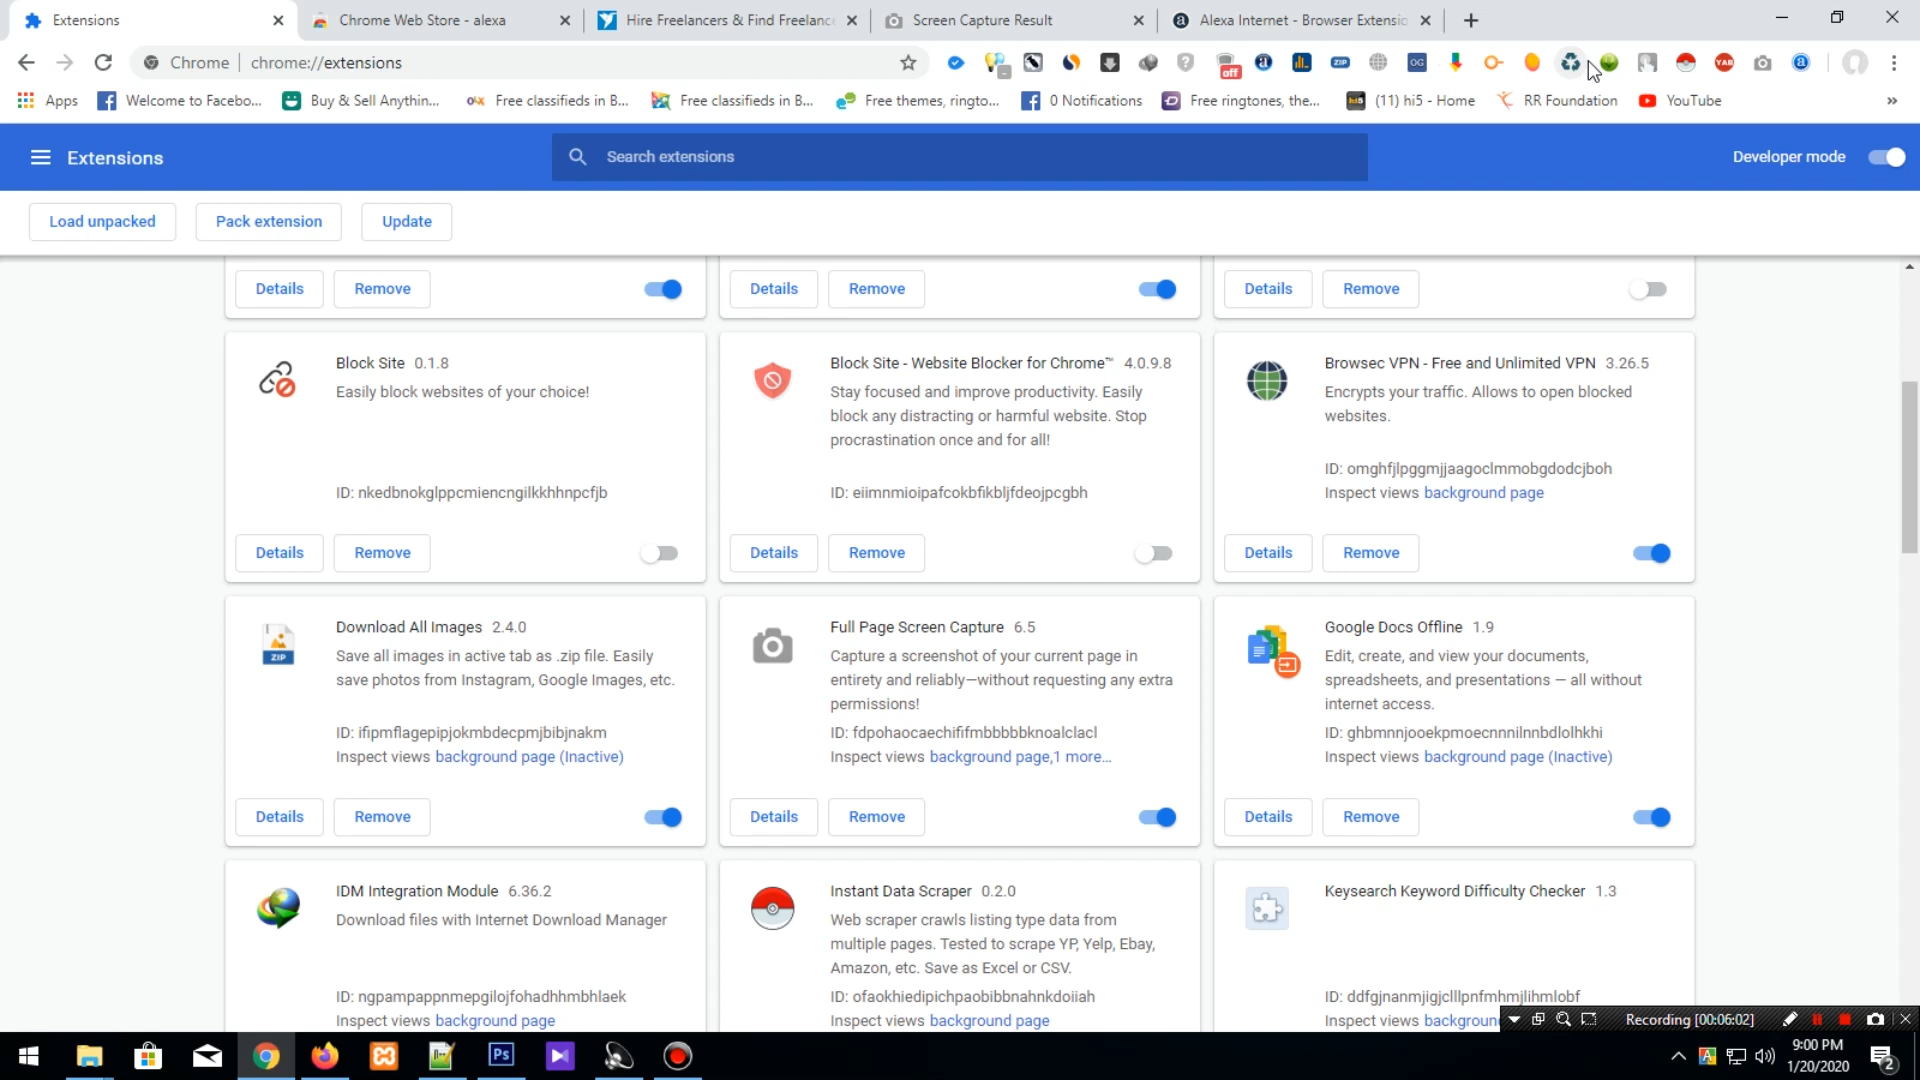 Extensions
Chrome Web Store - alexa
Hire Freelancers & Find Freelanc
Screen Capture Result
Alexa Internet - Browser Extensio
Chrome
chrome://extensions
off
ZIP
OG
YAB
Apps
Welcome to Facebo...
Buy & Sell Anythin...
Free classifieds in B...
Free classifieds in B...
Free themes, ringto...
0 Notifications
Free ringtones, the...
(11) hi5 - Home
RR Foundation
YouTube
Extensions
Search extensions
Developer mode
Load unpacked
Pack extension
Update
Details
Remove
Details
Remove
Details
Remove
Block Site 0.1.8
Easily block websites of your choice!
ID: nkedbnokglppcmiencngilkkhhnpcfjb
Details
Remove
Block Site - Website Blocker for Chrome™ 4.0.9.8
Stay focused and improve productivity. Easily
block any distracting or harmful website. Stop
procrastination once and for all!
ID: eiimnmioipafcokbfikbljfdeojpcgbh
Details
Remove
Browsec VPN - Free and Unlimited VPN 3.26.5
Encrypts your traffic. Allows to open blocked
websites.
ID: omghfjlpggmjjaagoclmmobgdodcjboh
Inspect views background page
Details
Remove
ZIP
Download All Images 2.4.0
Save all images in active tab as .zip file. Easily
save photos from Instagram, Google Images, etc.
ID: ifipmflagepipjokmbdecpmjbibjnakm
Inspect views background page (Inactive)
Details
Remove
Full Page Screen Capture 6.5
Capture a screenshot of your current page in
entirety and reliably—without requesting any extra
permissions!
ID: fdpohaocaechififmbbbbbknoalclacl
Inspect views background page,1 more...
Details
Remove
Google Docs Offline 1.9
Edit, create, and view your documents,
spreadsheets, and presentations — all without
internet access.
ID: ghbmnnjooekpmoecnnnilnnbdlolhkhi
Inspect views background page (Inactive)
Details
Remove
IDM Integration Module 6.36.2
Download files with Internet Download Manager
ID: ngpampappnmepgilojfohadhhmbhlaek
Inspect views background page
Instant Data Scraper 0.2.0
Web scraper crawls listing type data from
multiple pages. Tested to scrape YP, Yelp, Ebay,
Amazon, etc. Save as Excel or CSV.
ID: ofaokhiedipichpaobibbnahnkdoiiah
Inspect views background page
Keysearch Keyword Difficulty Checker 1.3
ID: ddfgjnanmjigjclllpnfmhmjlihmlobf
Inspect views
Recording [00:06:02]
Ps
A
9:00 PM
1/20/2020
2